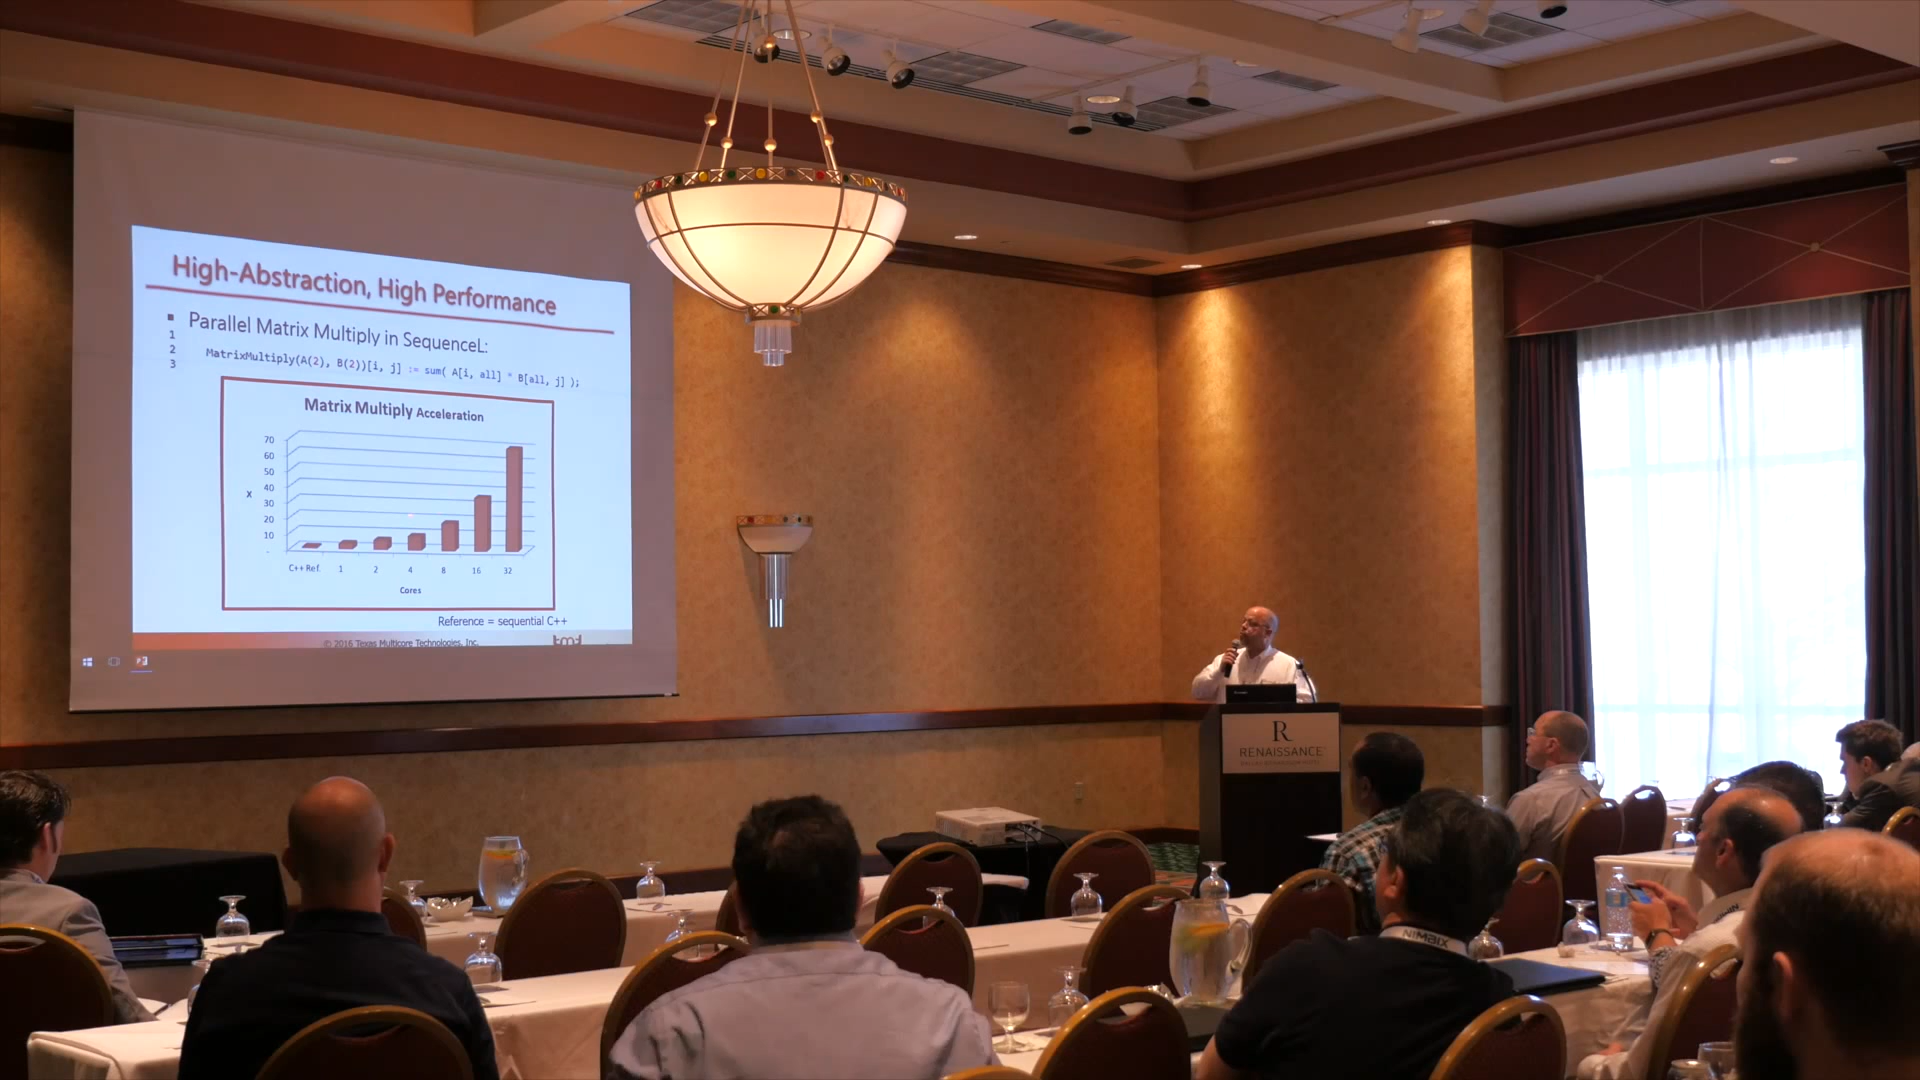 High-Abstraction, High Performance
▪ Parallel Matrix Multiply in SequenceL:
1
2 MatrixMultiply(A(2), B(2))[i, j] := sum( A[i, all] * B[all, j] );
3
Matrix Multiply Acceleration
70
60
50
40
30
20
10
-
X
C++ Ref. 1 2 4 8 16 32
Cores
Reference = sequential C++
© 2016 Texas Multicore Technologies, Inc.
tmt
R
RENAISSANCE
NIMBIX